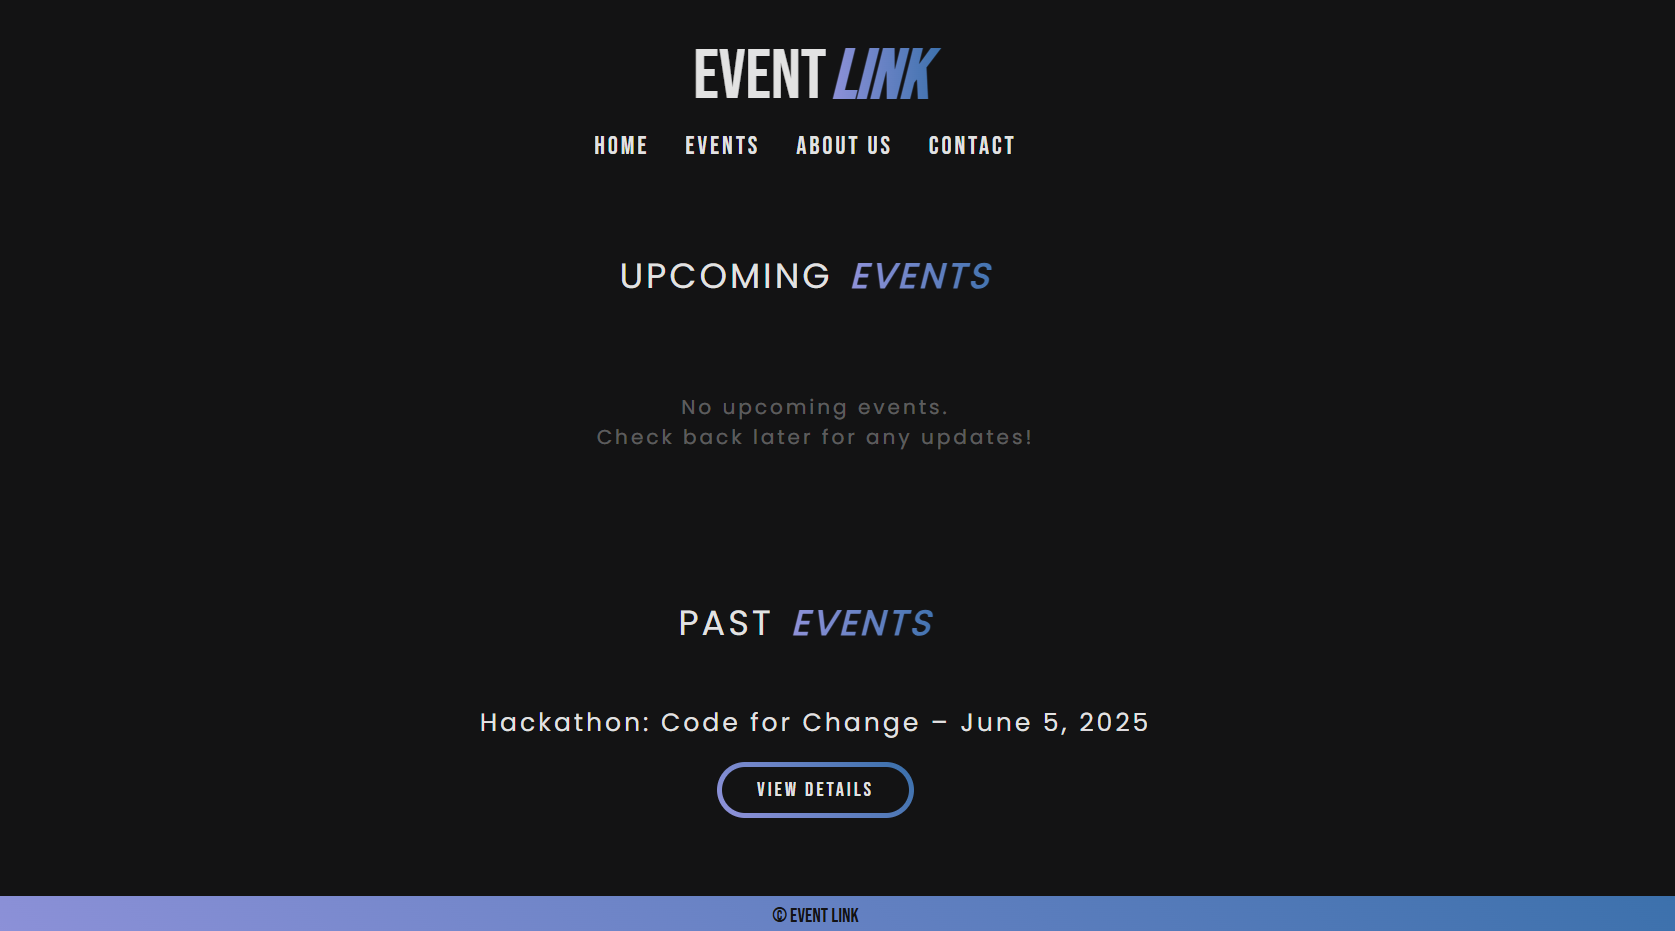 EVENT LINK
HOME EVENTS ABOUT US CONTACT
UPCOMING EVENTS
No upcoming events.
Check back later for any updates!
PAST EVENTS
Hackathon: Code for Change – June 5, 2025
VIEW DETAILS
© EVENT LINK